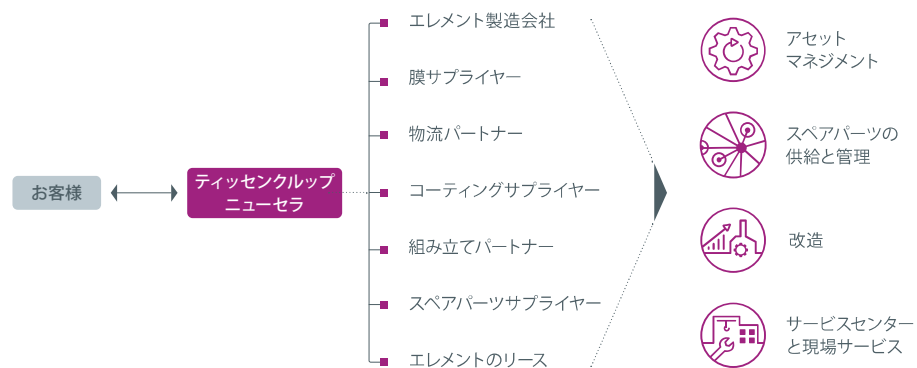 お客様
ティッセンクルップ
ニューセラ
エレメント製造会社
膜サプライヤー
物流パートナー
コーティングサプライヤー
組み立てパートナー
スペアパーツサプライヤー
エレメントのリース
アセット
マネジメント
スペアパーツの
供給と管理
改造
サービスセンター
と現場サービス